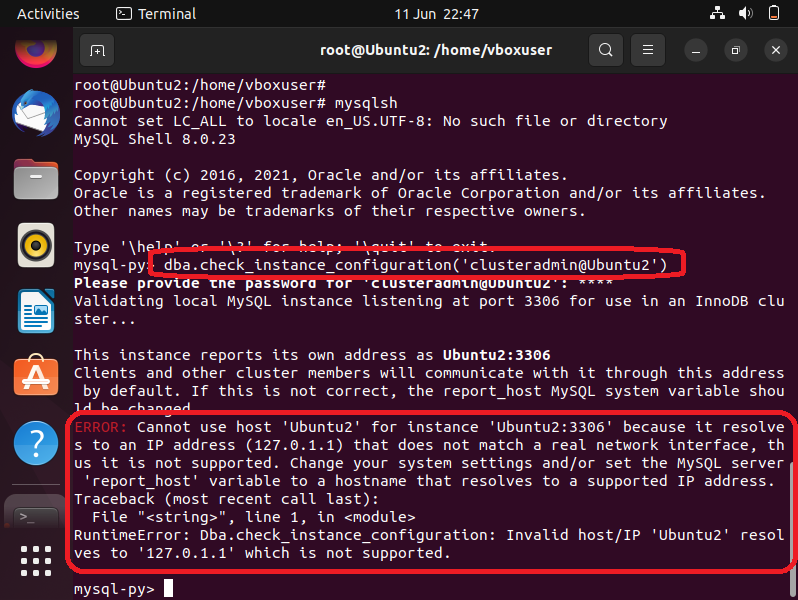 Activities Terminal 11 Jun 22:47
root@Ubuntu2: /home/vboxuser
root@Ubuntu2:/home/vboxuser#
root@Ubuntu2:/home/vboxuser# mysqlsh
Cannot set LC_ALL to locale en_US.UTF-8: No such file or directory
MySQL Shell 8.0.23
Copyright (c) 2016, 2021, Oracle and/or its affiliates.
Oracle is a registered trademark of Oracle Corporation and/or its affiliates.
Other names may be trademarks of their respective owners.
Type '\help' or '\?' for help; '\quit' to exit.
mysql-py> dba.check_instance_configuration('clusteradmin@Ubuntu2')
Please provide the password for 'clusteradmin@Ubuntu2': ****
Validating local MySQL instance listening at port 3306 for use in an InnoDB clu
ster...
This instance reports its own address as Ubuntu2:3306
Clients and other cluster members will communicate with it through this address
by default. If this is not correct, the report_host MySQL system variable shou
ld be changed.
ERROR: Cannot use host 'Ubuntu2' for instance 'Ubuntu2:3306' because it resolve
s to an IP address (127.0.1.1) that does not match a real network interface, th
us it is not supported. Change your system settings and/or set the MySQL server
'report_host' variable to a hostname that resolves to a supported IP address.
Traceback (most recent call last):
File "<string>", line 1, in <module>
RuntimeError: Dba.check_instance_configuration: Invalid host/IP 'Ubuntu2' resol
ves to '127.0.1.1' which is not supported.
mysql-py>